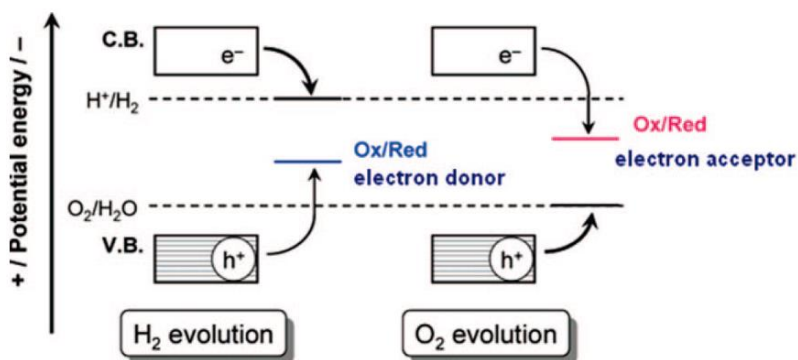 + / Potential energy / –
C.B.
e⁻
e⁻
H⁺/H₂
Ox/Red
electron donor
Ox/Red
electron acceptor
O₂/H₂O
V.B.
h⁺
h⁺
H₂ evolution
O₂ evolution